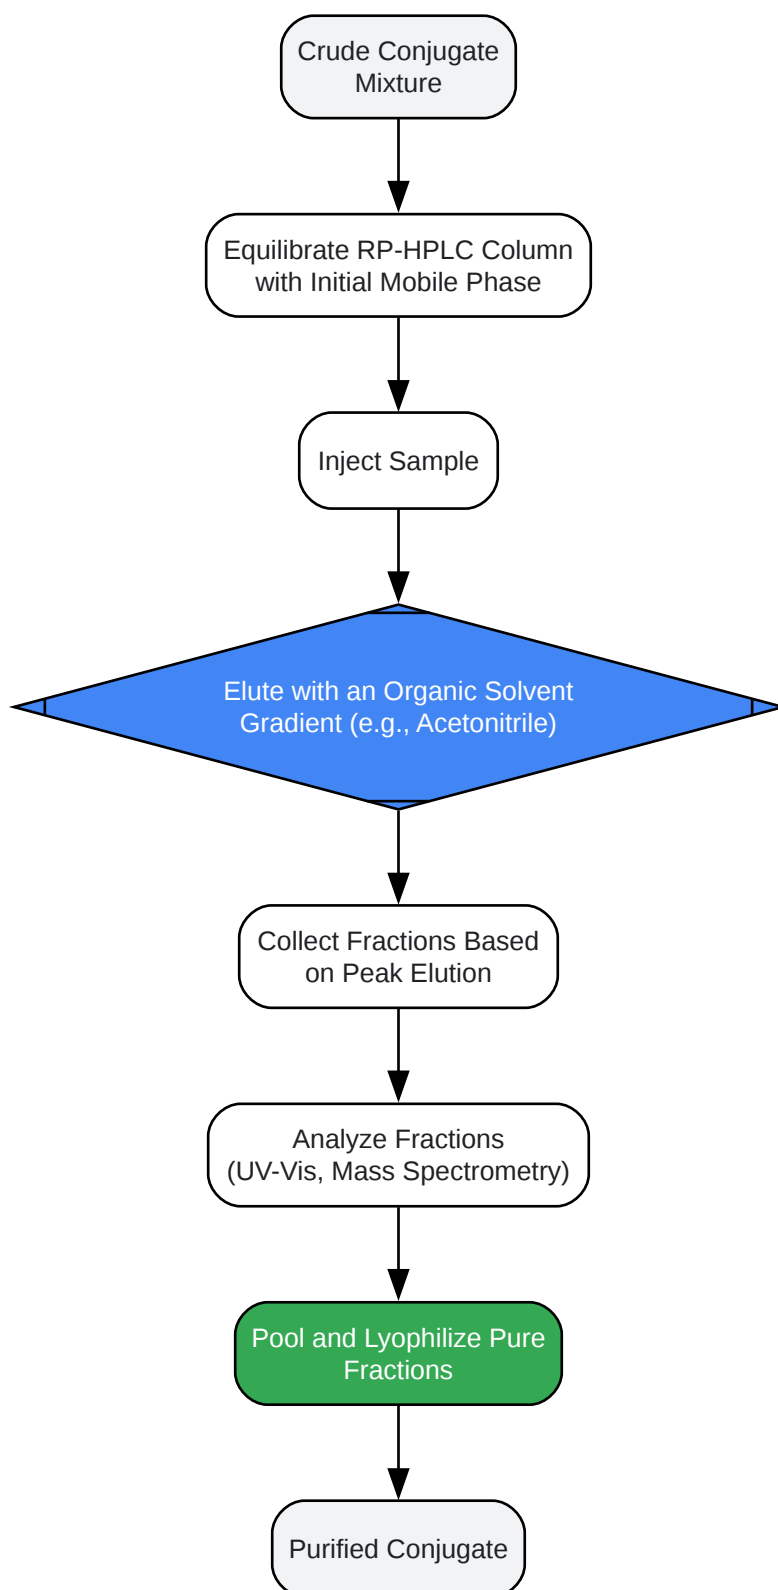 Crude Conjugate
Mixture
Equilibrate RP-HPLC Column
with Initial Mobile Phase
Inject Sample
Elute with an Organic Solvent
Gradient (e.g., Acetonitrile)
Collect Fractions Based
on Peak Elution
Analyze Fractions
(UV-Vis, Mass Spectrometry)
Pool and Lyophilize Pure
Fractions
Purified Conjugate